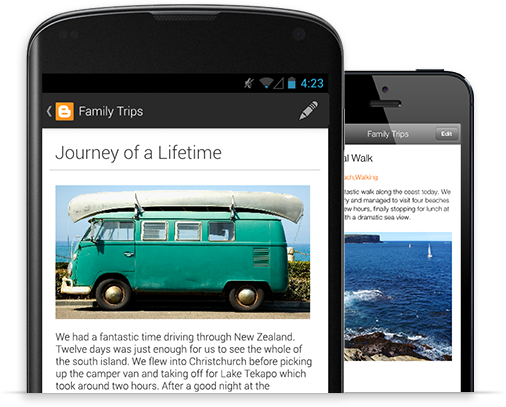 4:23
Family Trips
Journey of a Lifetime
We had a fantastic time driving through New Zealand.
Twelve days was just enough for us to see the whole of
the south island. We flew into Christchurch before picking
up the camper van and taking off for Lake Tekapo which
took around two hours. After a good night at the
Family Trips Edit
al Walk
uch,Walking
tastic walk along the coast today. We
ry and managed to visit four beaches
ew hours, finally stopping for lunch at
ith a dramatic sea view.